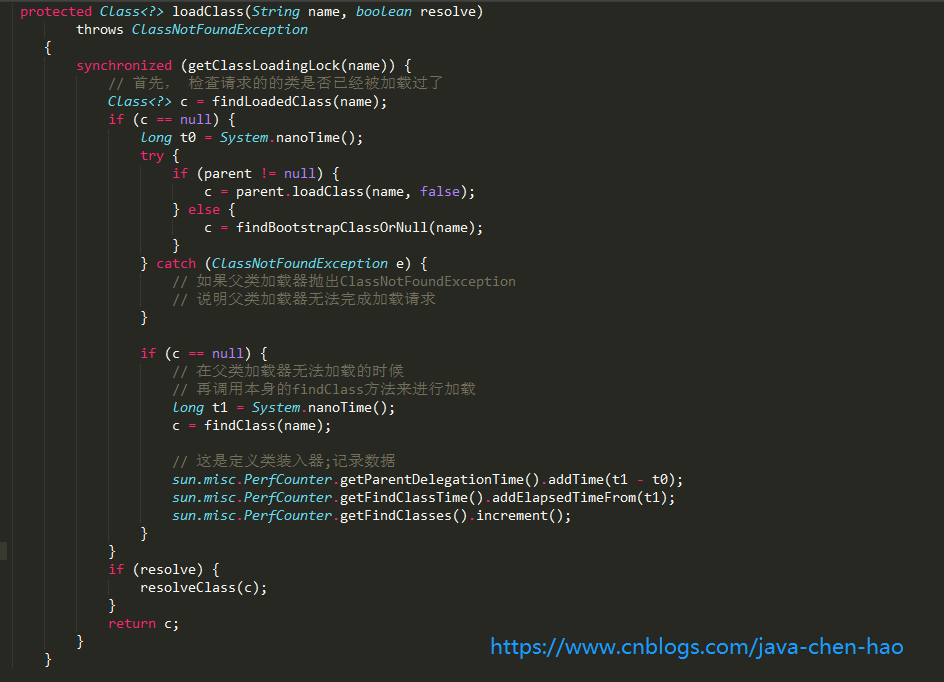 protected Class<?> loadClass(String name, boolean resolve)
throws ClassNotFoundException
{
synchronized (getClassLoadingLock(name)) {
// 首先， 检查请求的的类是否已经被加载过了
Class<?> c = findLoadedClass(name);
if (c == null) {
long t0 = System.nanoTime();
try {
if (parent != null) {
c = parent.loadClass(name, false);
} else {
c = findBootstrapClassOrNull(name);
}
} catch (ClassNotFoundException e) {
// 如果父类加载器抛出ClassNotFoundException
// 说明父类加载器无法完成加载请求
}
if (c == null) {
// 在父类加载器无法加载的时候
// 再调用本身的findClass方法来进行加载
long t1 = System.nanoTime();
c = findClass(name);
// 这是定义类装入器;记录数据
sun.misc.PerfCounter.getParentDelegationTime().addTime(t1 - t0);
sun.misc.PerfCounter.getFindClassTime().addElapsedTimeFrom(t1);
sun.misc.PerfCounter.getFindClasses().increment();
}
}
if (resolve) {
resolveClass(c);
}
return c;
}
}
https://www.cnblogs.com/java-chen-hao